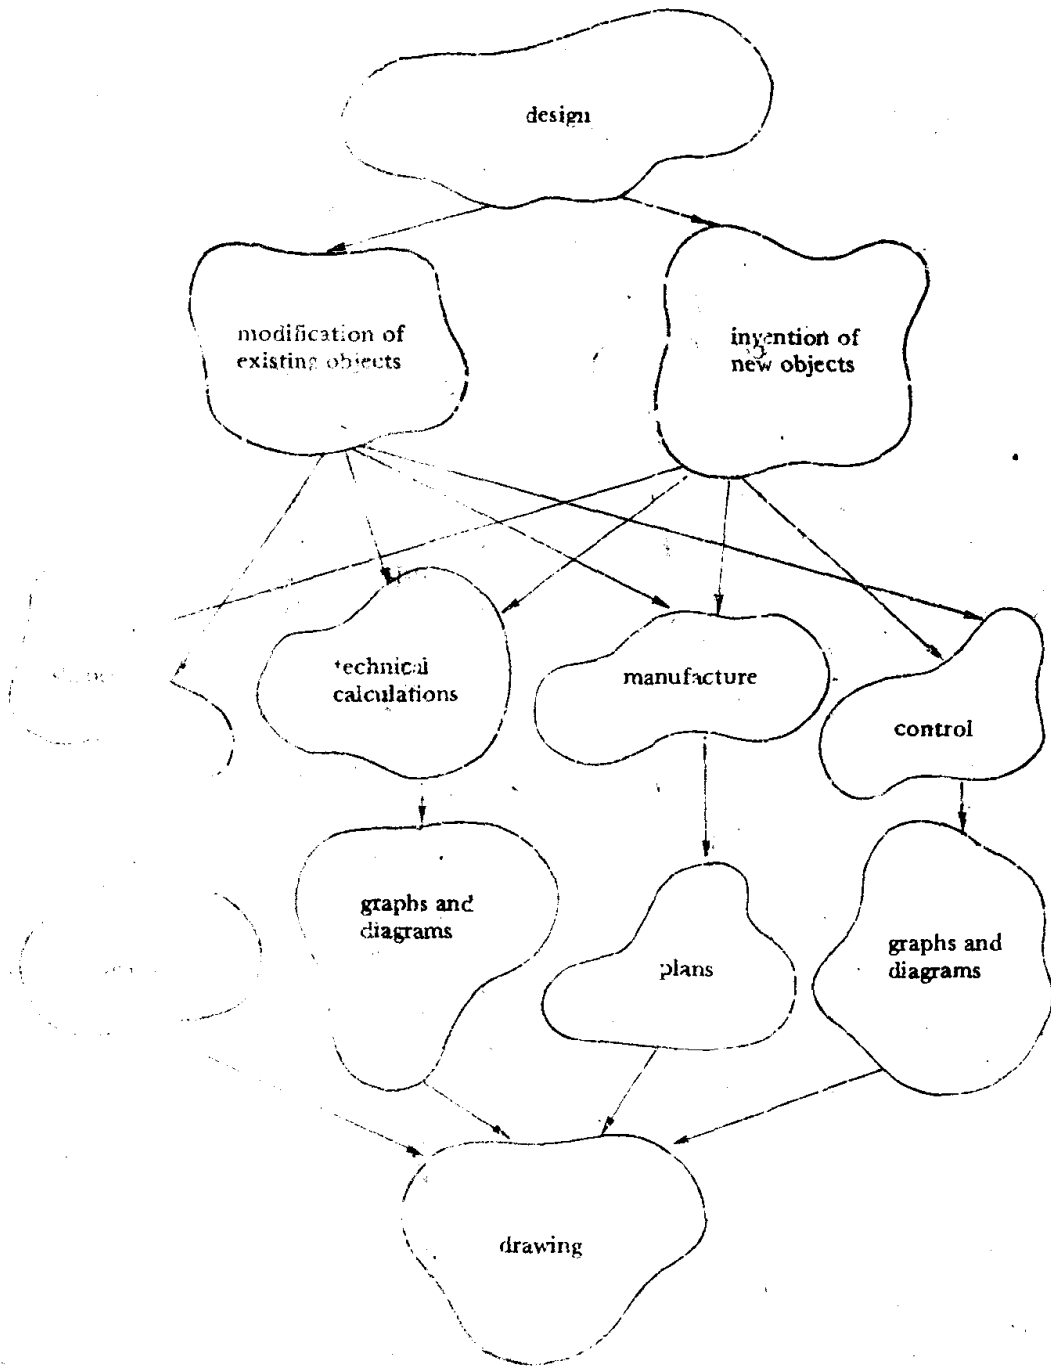 design
modification of
existing objects
invention of
new objects
technical
calculations
manufacture
control
graphs and
diagrams
plans
graphs and
diagrams
drawing